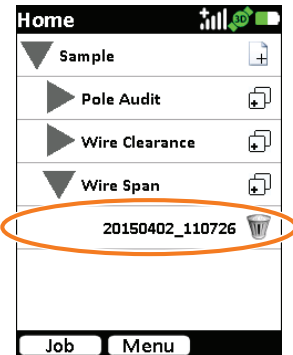 Home 3D
Sample
Pole Audit
Wire Clearance
Wire Span
20150402_110726
Job Menu